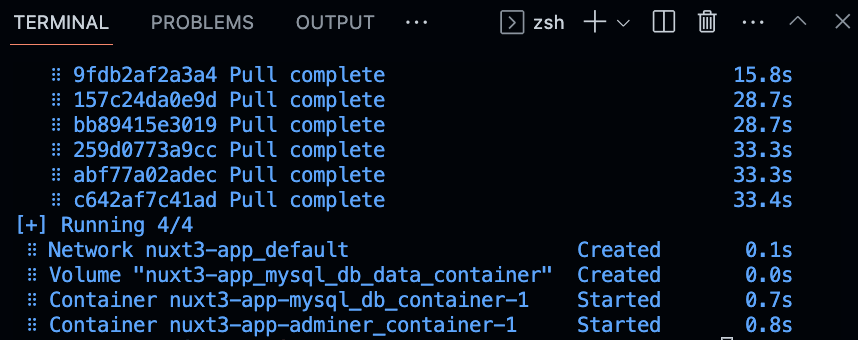 TERMINAL PROBLEMS OUTPUT ... zsh
⠿ 9fdb2af2a3a4 Pull complete 15.8s
⠿ 157c24da0e9d Pull complete 28.7s
⠿ bb89415e3019 Pull complete 28.7s
⠿ 259d0773a9cc Pull complete 33.3s
⠿ abf77a02adec Pull complete 33.3s
⠿ c642af7c41ad Pull complete 33.4s
[+] Running 4/4
⠿ Network nuxt3-app_default Created 0.1s
⠿ Volume "nuxt3-app_mysql_db_data_container" Created 0.0s
⠿ Container nuxt3-app-mysql_db_container-1 Started 0.7s
⠿ Container nuxt3-app-adminer_container-1 Started 0.8s